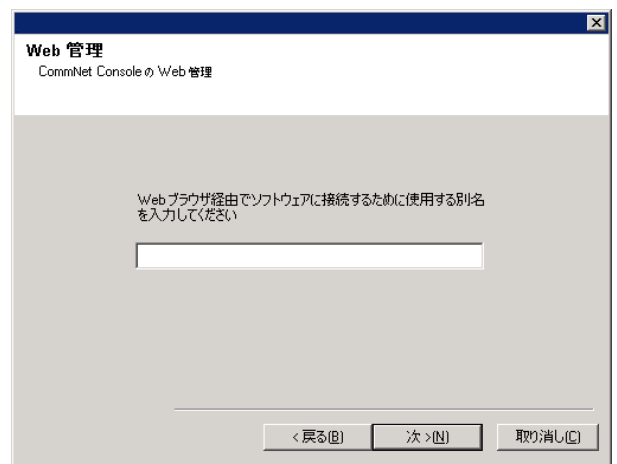 Web 管理
CommNet Console の Web 管理
Web ブラウザ経由でソフトウェアに接続するために使用する別名
を入力してください
< 戻る(B)
次 >(N)
取り消し(C)